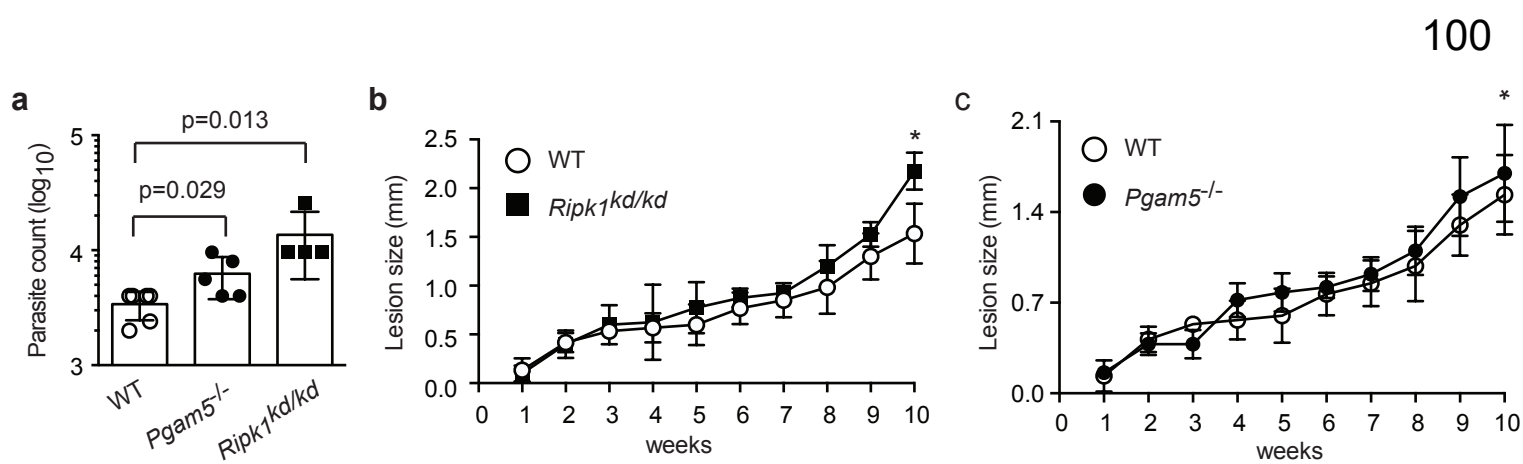 100
a
p=0.013
p=0.029
Parasite count (log10)
5
4
3
WT
Pgam5-/-
Ripk1kd/kd
b
*
WT
Ripk1kd/kd
Lesion size (mm)
2.5
2.0
1.5
1.0
0.5
0.0
0 1 2 3 4 5 6 7 8 9 10
weeks
c
*
WT
Pgam5-/-
Lesion size (mm)
2.1
1.4
0.7
0.0
0 1 2 3 4 5 6 7 8 9 10
weeks